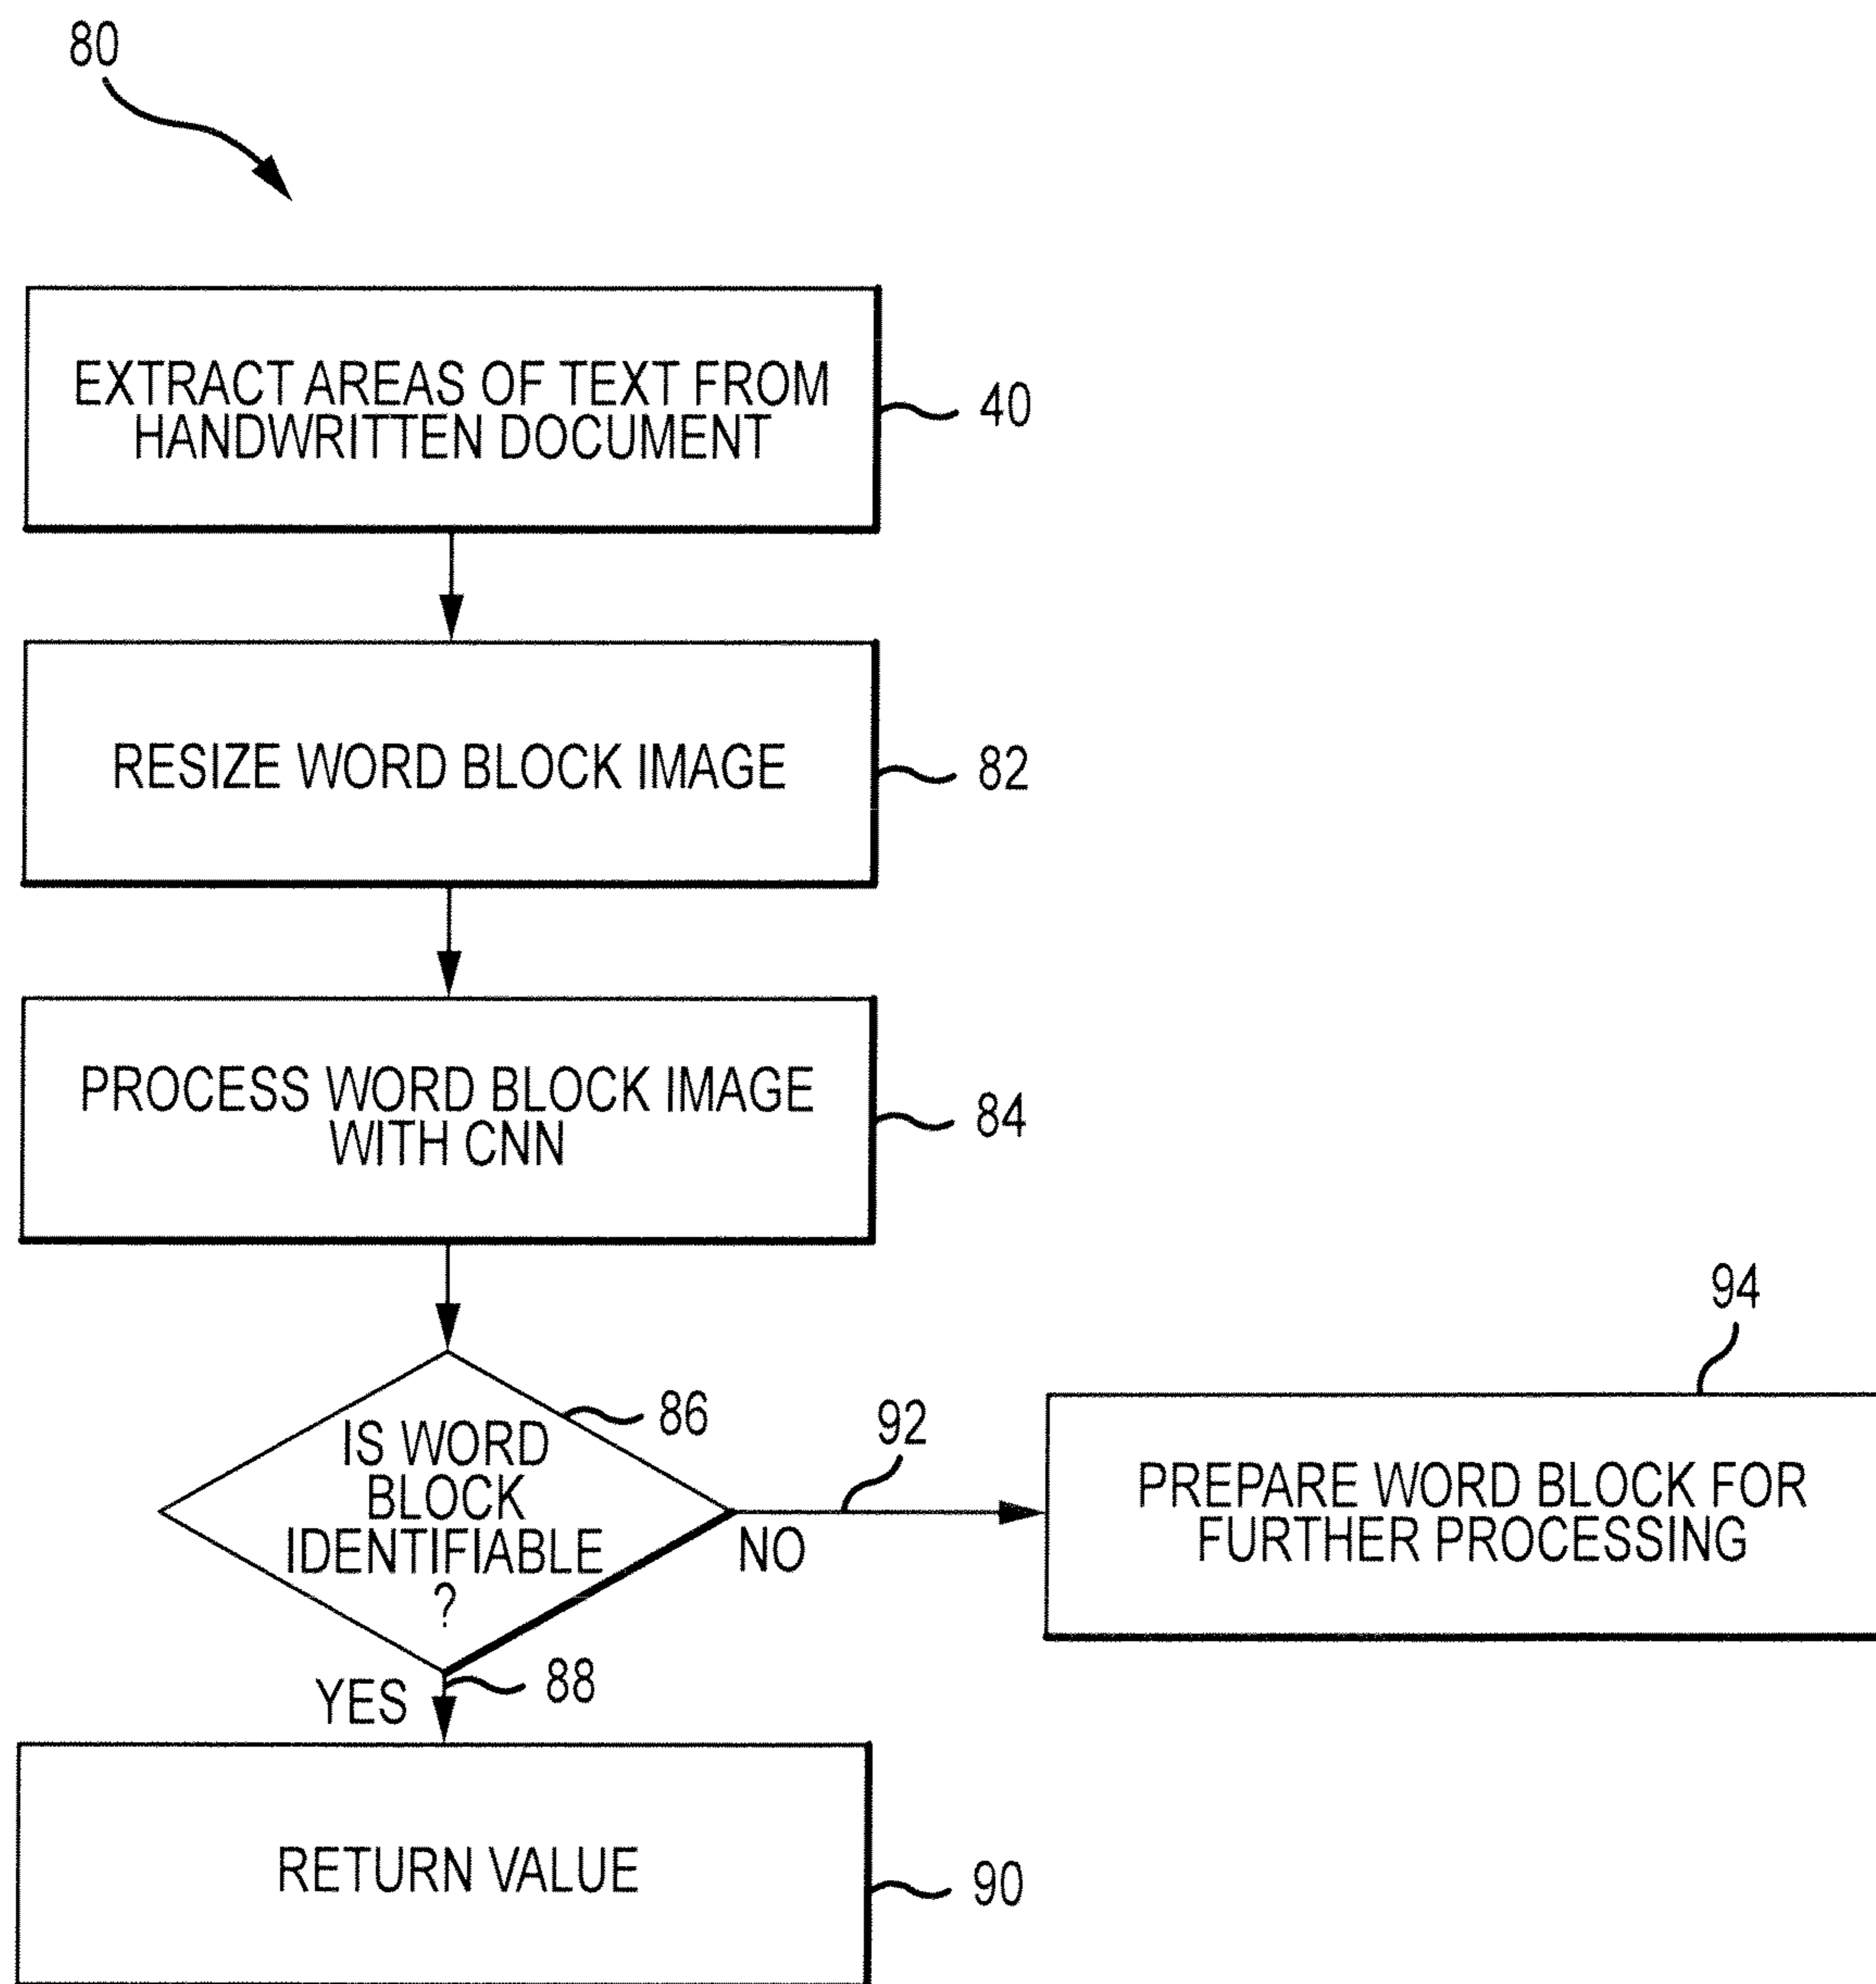 80
EXTRACT AREAS OF TEXT FROM
HANDWRITTEN DOCUMENT
40
RESIZE WORD BLOCK IMAGE
82
PROCESS WORD BLOCK IMAGE
WITH CNN
84
IS WORD
BLOCK
IDENTIFIABLE
?
86
92
NO
94
PREPARE WORD BLOCK FOR
FURTHER PROCESSING
YES
88
RETURN VALUE
90